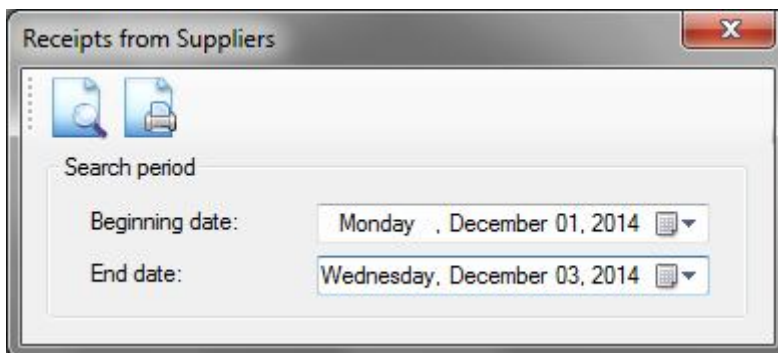 Receipts from Suppliers
Search period
Beginning date: Monday , December 01, 2014
End date: Wednesday, December 03, 2014